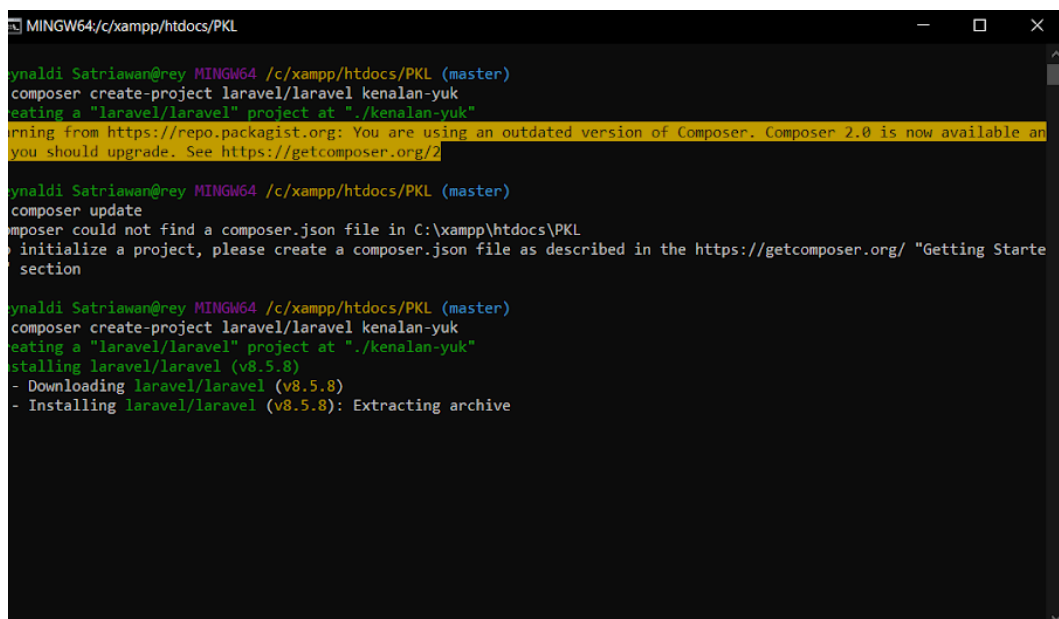 MINGW64:/c/xampp/htdocs/PKL
eynaldi Satriawan@rey MINGW64 /c/xampp/htdocs/PKL (master)
composer create-project laravel/laravel kenalan-yuk
reating a "laravel/laravel" project at "./kenalan-yuk"
rning from https://repo.packagist.org: You are using an outdated version of Composer. Composer 2.0 is now available an
you should upgrade. See https://getcomposer.org/2
eynaldi Satriawan@rey MINGW64 /c/xampp/htdocs/PKL (master)
composer update
omposer could not find a composer.json file in C:\xampp\htdocs\PKL
o initialize a project, please create a composer.json file as described in the https://getcomposer.org/ "Getting Starte
" section
eynaldi Satriawan@rey MINGW64 /c/xampp/htdocs/PKL (master)
composer create-project laravel/laravel kenalan-yuk
reating a "laravel/laravel" project at "./kenalan-yuk"
nstalling laravel/laravel (v8.5.8)
- Downloading laravel/laravel (v8.5.8)
- Installing laravel/laravel (v8.5.8): Extracting archive